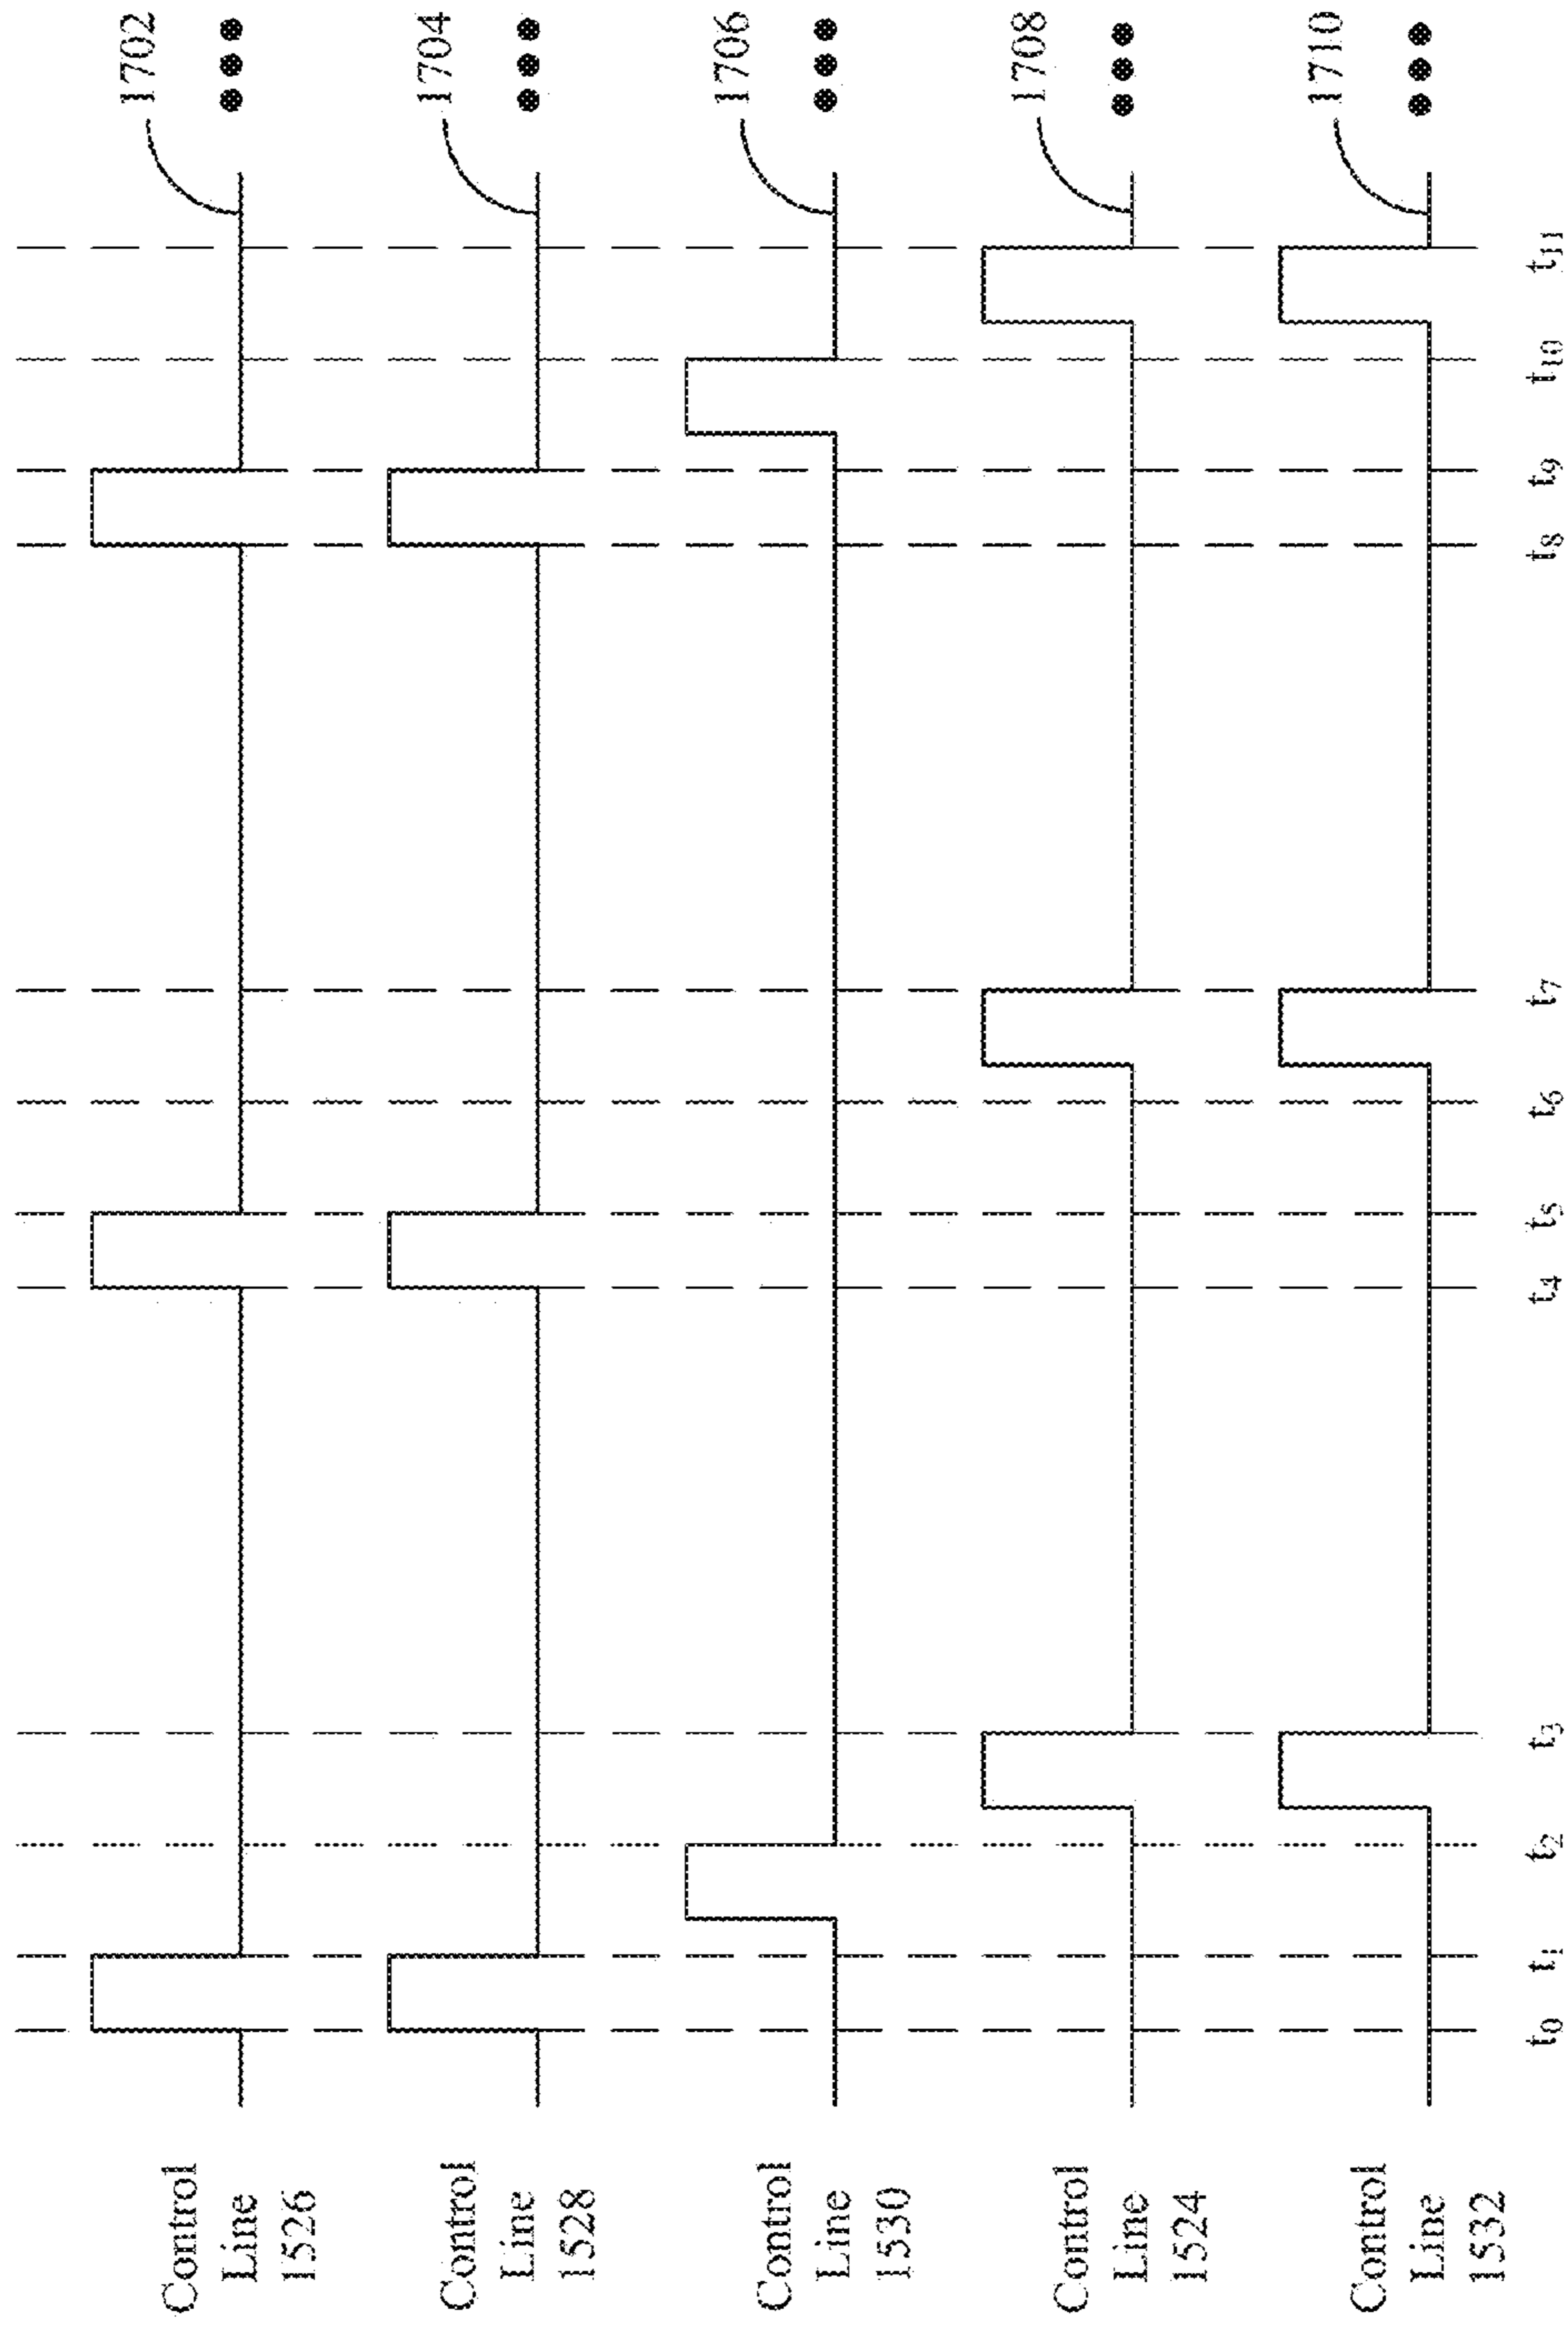 Control
Line
1526
1702
Control
Line
1528
1704
Control
Line
1530
1706
Control
Line
1524
1708
Control
Line
1532
1710
t0 t1 t2 t3 t4 t5 t6 t7 t8 t9 t10 t11